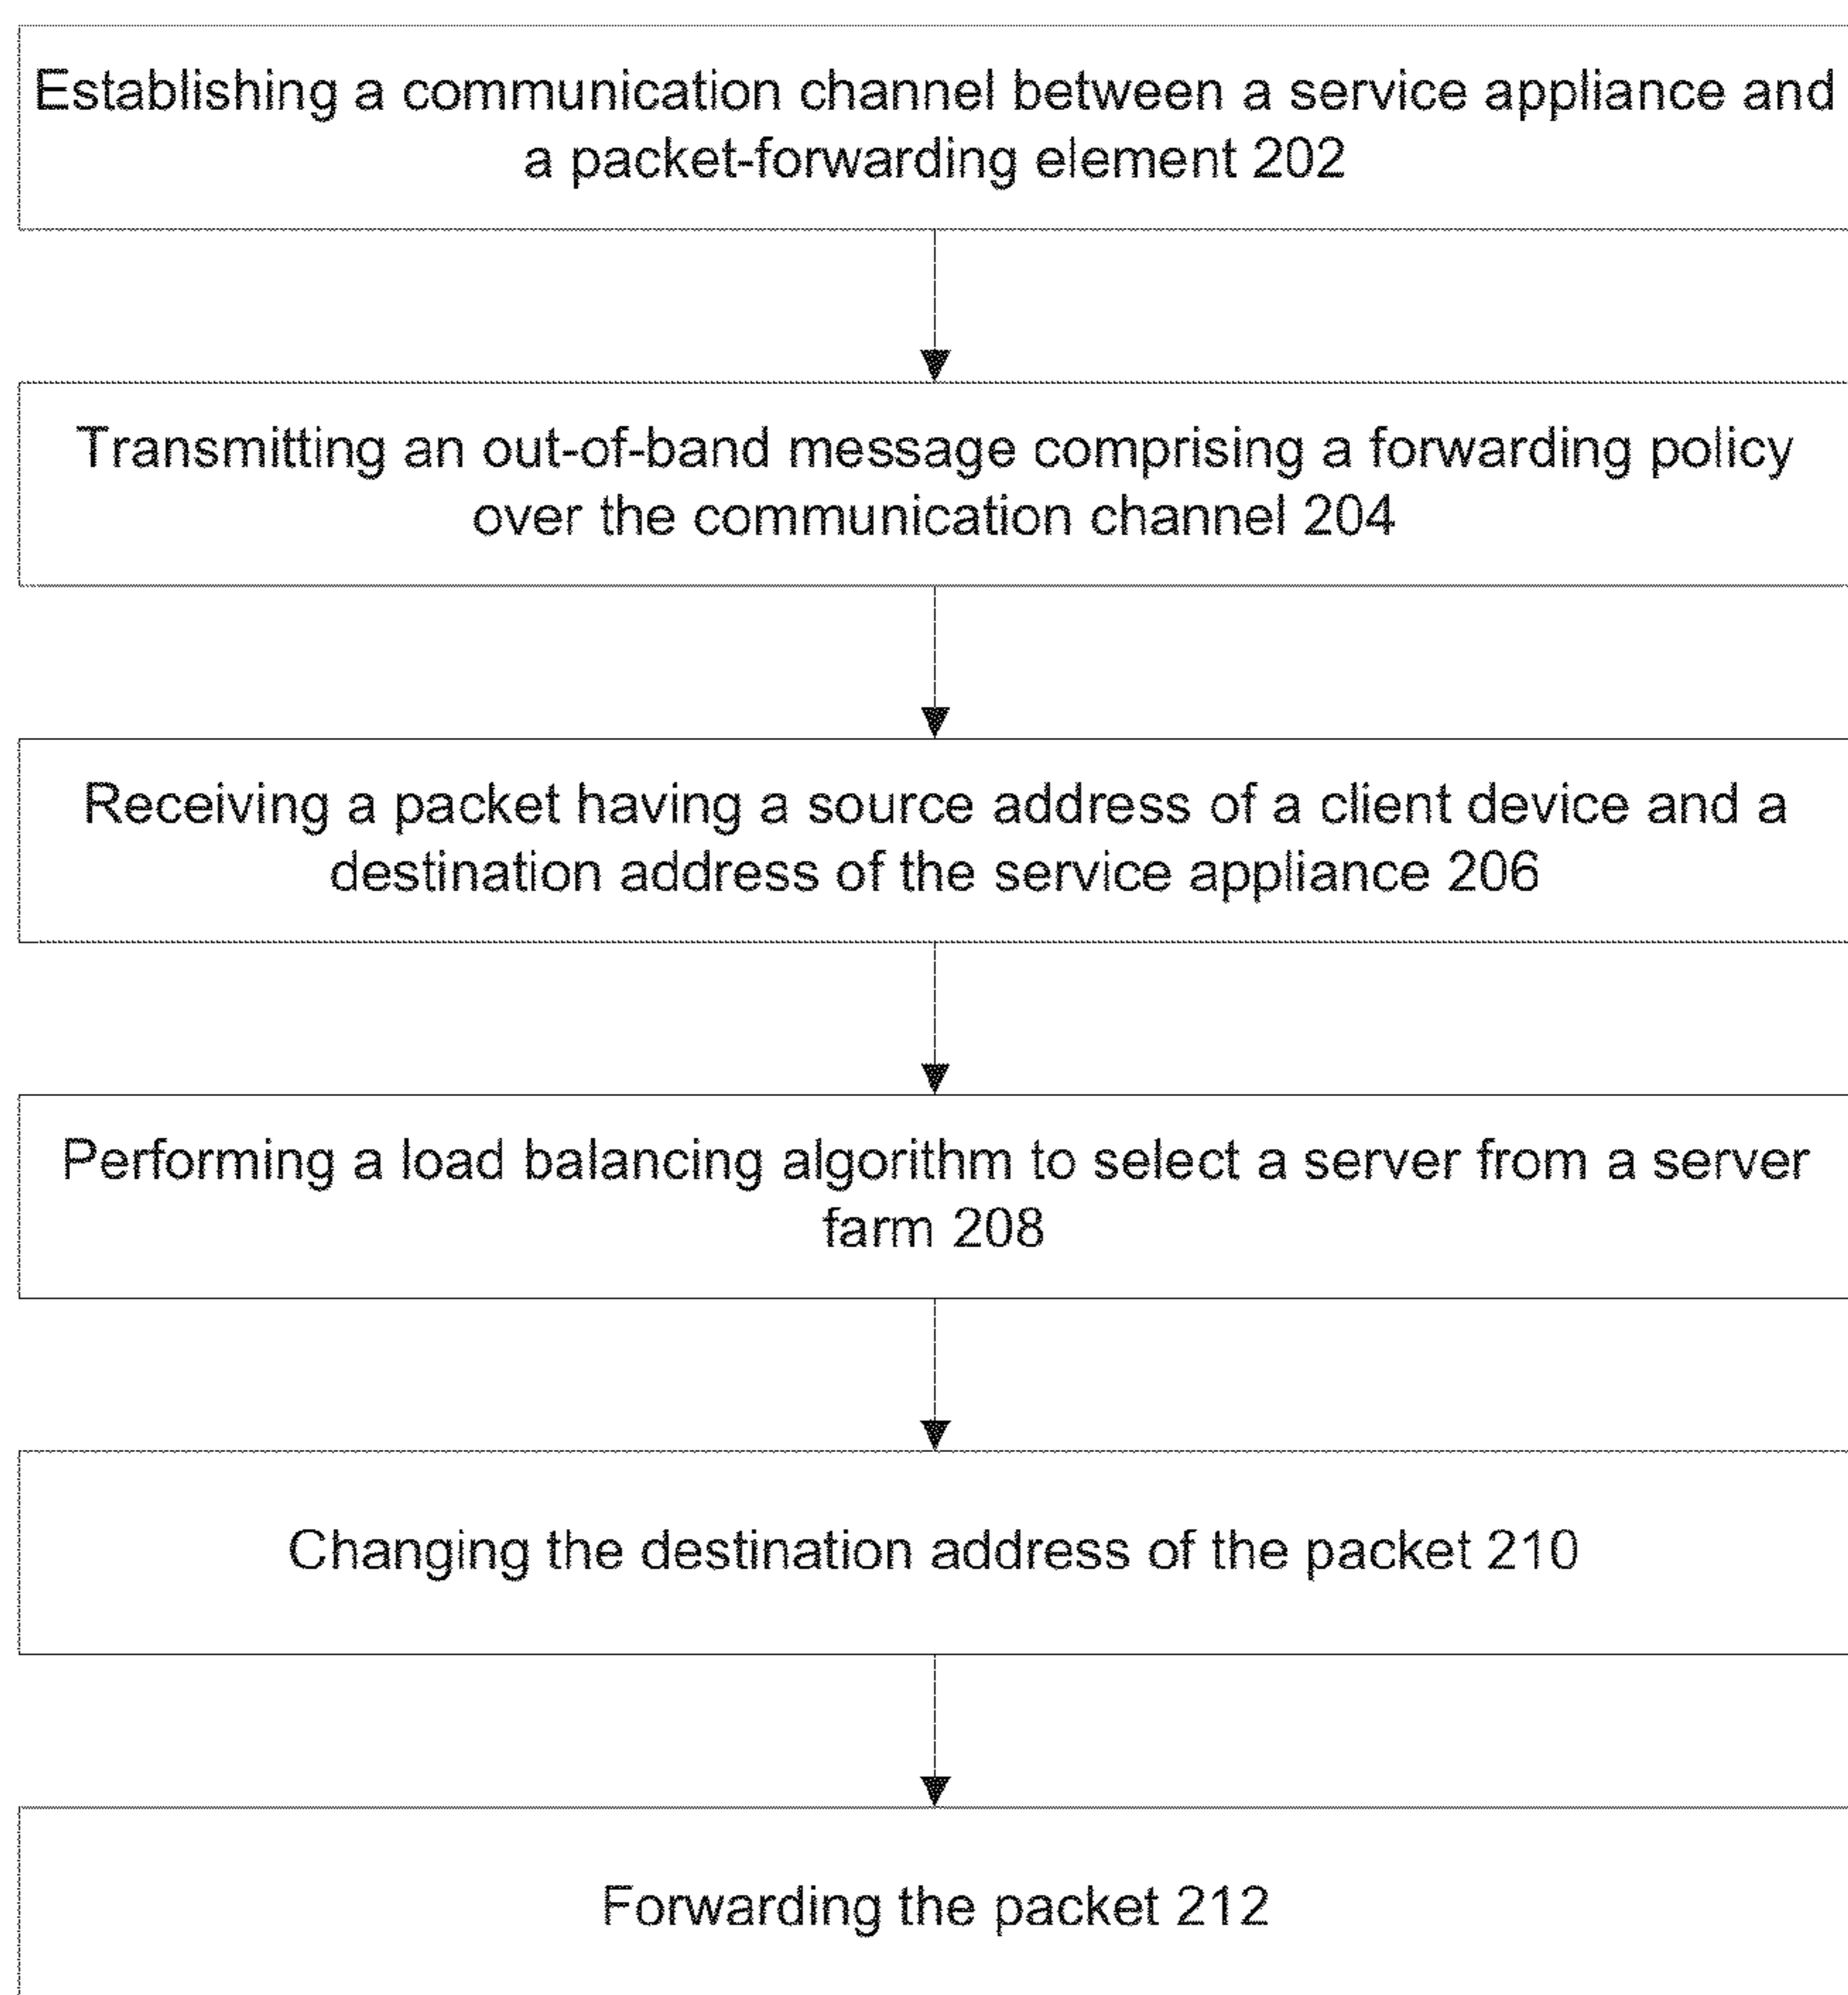 Establishing a communication channel between a service appliance and
a packet-forwarding element 202
Transmitting an out-of-band message comprising a forwarding policy
over the communication channel 204
Receiving a packet having a source address of a client device and a
destination address of the service appliance 206
Performing a load balancing algorithm to select a server from a server
farm 208
Changing the destination address of the packet 210
Forwarding the packet 212